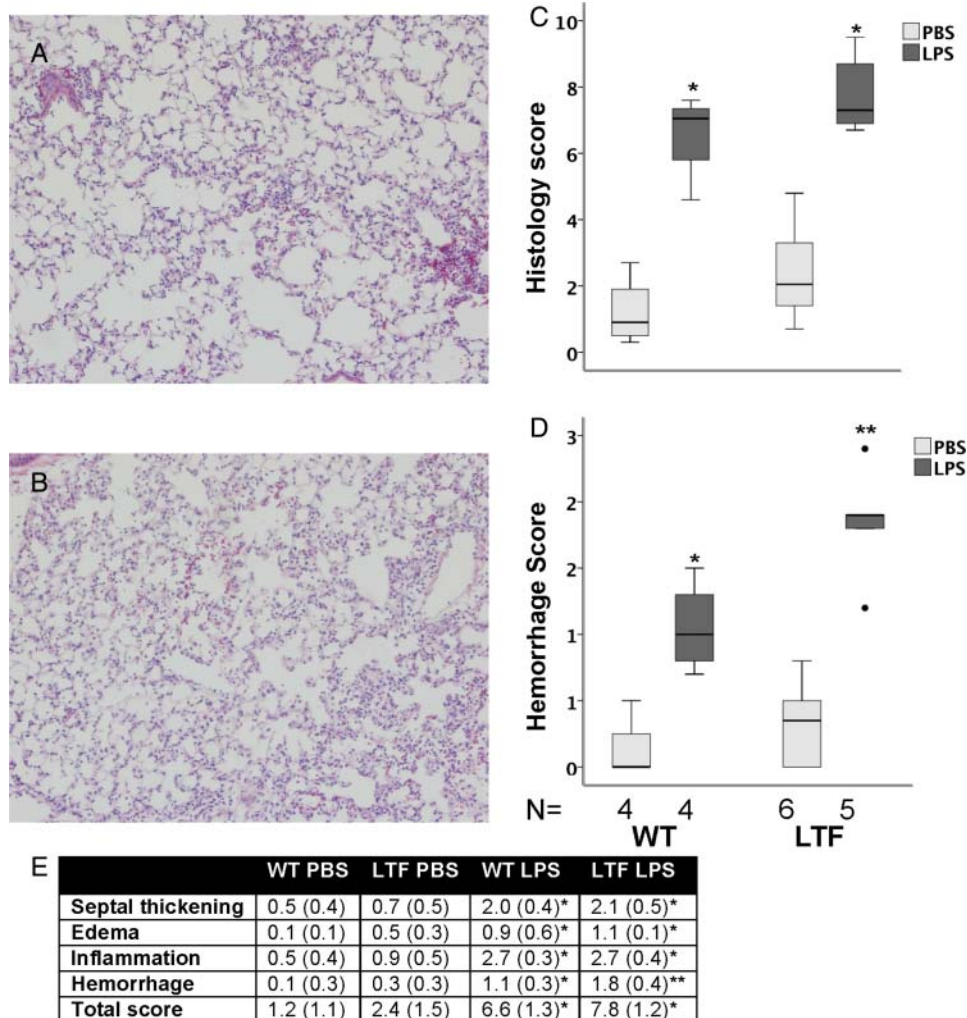 A
B
C
10
8
6
4
2
0
Histology score
*
*
PBS
LPS
D
3
2
2
1
1
0
Hemorrhage Score
*
**
PBS
LPS
N= 4 4 6 5
WT LTF
E
WT PBS LTF PBS WT LPS LTF LPS
Septal thickening 0.5 (0.4) 0.7 (0.5) 2.0 (0.4)* 2.1 (0.5)*
Edema 0.1 (0.1) 0.5 (0.3) 0.9 (0.6)* 1.1 (0.1)*
Inflammation 0.5 (0.4) 0.9 (0.5) 2.7 (0.3)* 2.7 (0.4)*
Hemorrhage 0.1 (0.3) 0.3 (0.3) 1.1 (0.3)* 1.8 (0.4)**
Total score 1.2 (1.1) 2.4 (1.5) 6.6 (1.3)* 7.8 (1.2)*